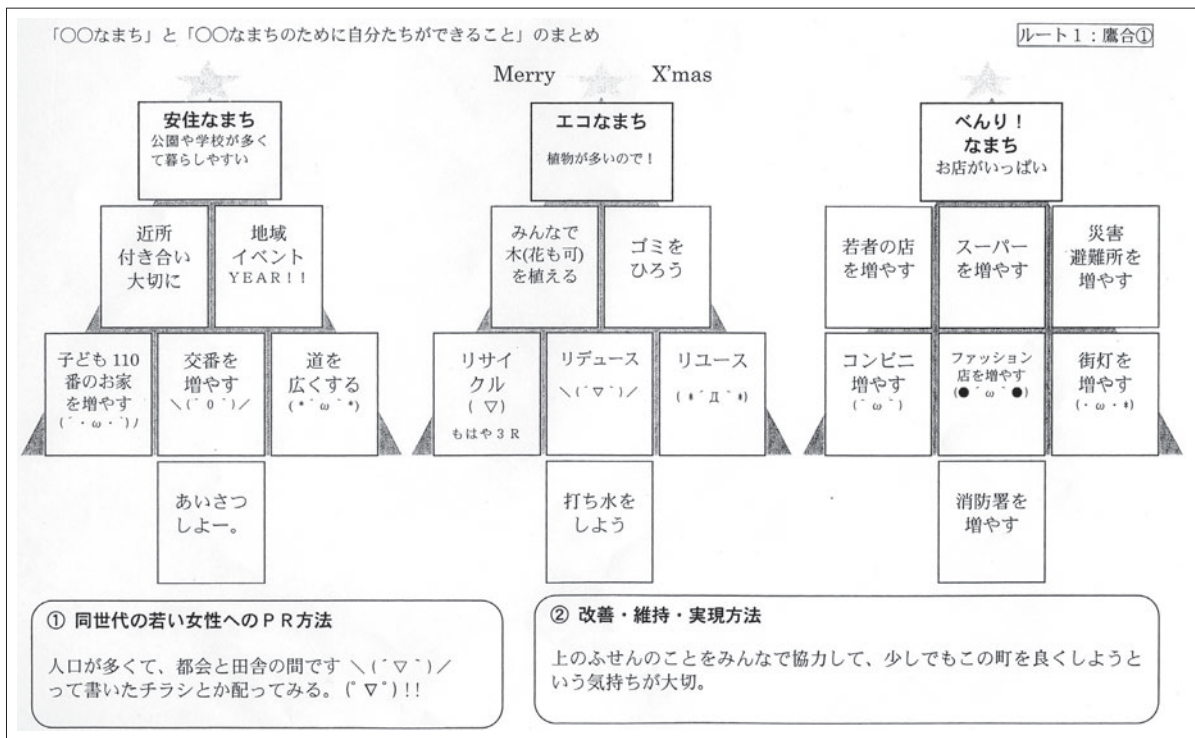 「〇〇なまち」と「〇〇なまちのために自分たちができること」のまとめ
ルート1：鷹合①
Merry X'mas
安住なまち
公園や学校が多く
て暮らしやすい
近所
付き合い
大切に
地域
イベント
YEAR！！
子ども110
番のお家
を増やす
(´・ω・`)ﾉ
交番を
増やす
＼(´０`)／
道を
広くする
(*´ω`*)
あいさつ
しよー。
エコなまち
植物が多いので！
みんなで
木(花も可)
を植える
ゴミを
ひろう
リサイ
クル
( ▽)
もはや３Ｒ
リデュース
＼(´▽`)／
リユース
(*´Д`*)
打ち水を
しよう
べんり！
なまち
お店がいっぱい
若者の店
を増やす
スーパー
を増やす
災害
避難所を
増やす
コンビニ
増やす
(´ω`)
ファッション
店を増やす
(●´ω`●)
街灯を
増やす
(・ω・*)
消防署を
増やす
① 同世代の若い女性へのＰＲ方法
人口が多くて、都会と田舎の間です ＼(´▽`)／
って書いたチラシとか配ってみる。(ﾟ▽ﾟ)!!
② 改善・維持・実現方法
上のふせんのことをみんなで協力して、少しでもこの町を良くしようと
いう気持ちが大切。